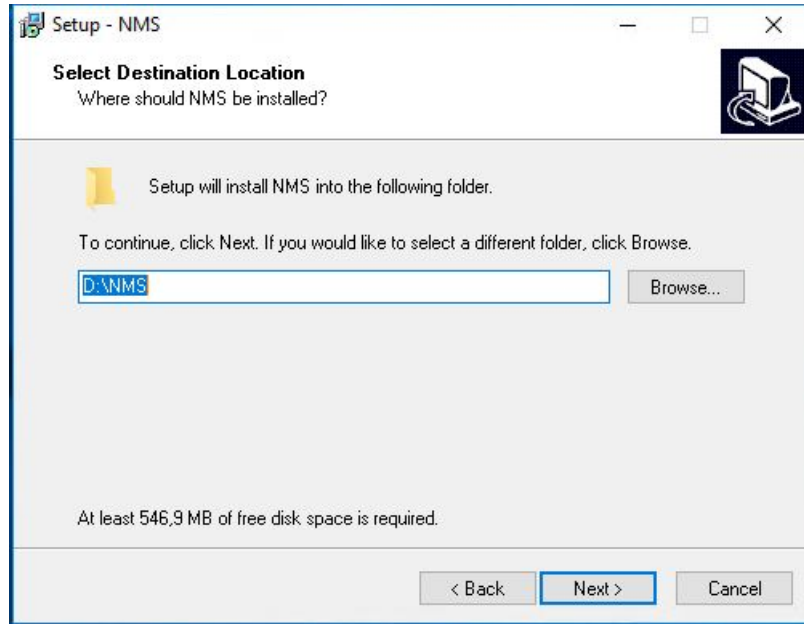 Setup - NMS
Select Destination Location
Where should NMS be installed?
Setup will install NMS into the following folder.
To continue, click Next. If you would like to select a different folder, click Browse.
D:\NMS
Browse...
At least 546,9 MB of free disk space is required.
< Back
Next >
Cancel